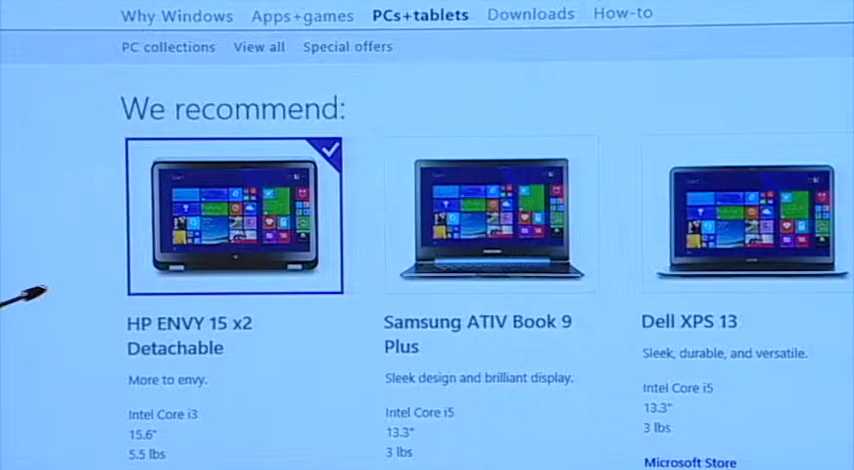 Why Windows Apps+games PCs+tablets Downloads How-to
PC collections View all Special offers
We recommend:
HP ENVY 15 x2
Detachable
More to envy.
Intel Core i3
15.6"
5.5 lbs
Samsung ATIV Book 9
Plus
Sleek design and brilliant display.
Intel Core i5
13.3"
3 lbs
Dell XPS 13
Sleek, durable, and versatile.
Intel Core i5
13.3"
3 lbs
Microsoft Store